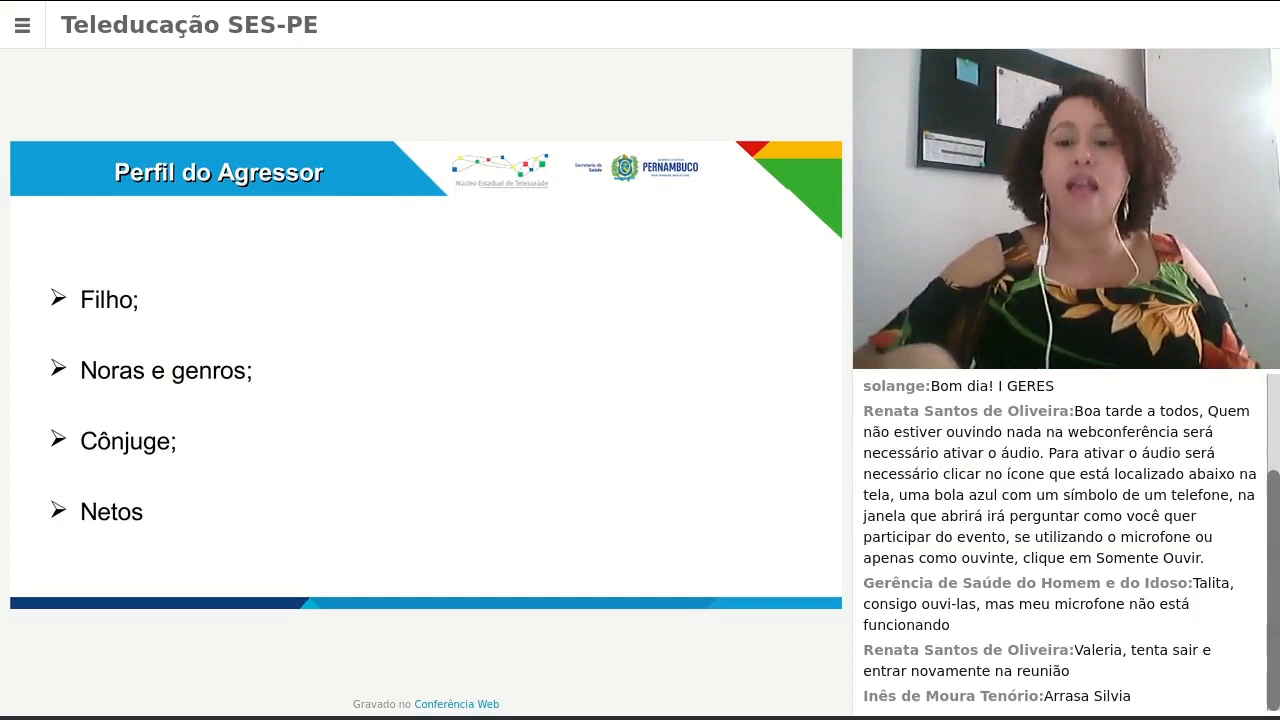 Teleducação SES-PE
Perfil do Agressor
Núcleo Estadual de Telessaúde
Secretaria de
Saúde
PERNAMBUCO
Filho;
Noras e genros;
Cônjuge;
Netos
Gravado no Conferência Web
solange:Bom dia! I GERES
Renata Santos de Oliveira:Boa tarde a todos, Quem
não estiver ouvindo nada na webconferência será
necessário ativar o áudio. Para ativar o áudio será
necessário clicar no ícone que está localizado abaixo na
tela, uma bola azul com um símbolo de um telefone, na
janela que abrirá irá perguntar como você quer
participar do evento, se utilizando o microfone ou
apenas como ouvinte, clique em Somente Ouvir.
Gerência de Saúde do Homem e do Idoso:Talita,
consigo ouvi-las, mas meu microfone não está
funcionando
Renata Santos de Oliveira:Valeria, tenta sair e
entrar novamente na reunião
Inês de Moura Tenório:Arrasa Silvia